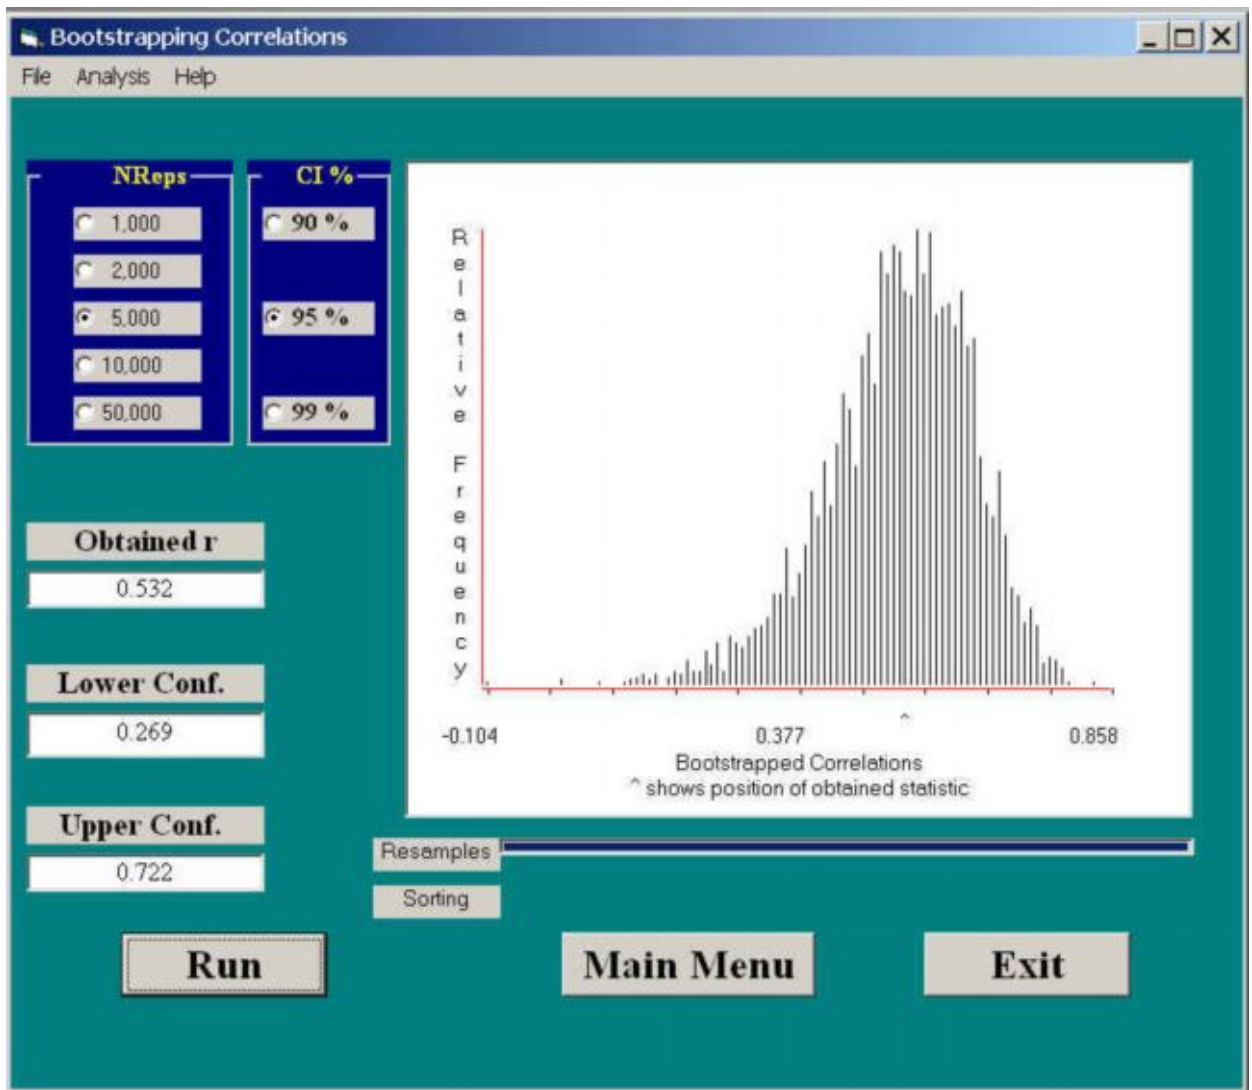 Bootstrapping Correlations
File Analysis Help
NReps
1,000
2,000
5,000
10,000
50,000
CI %
90 %
95 %
99 %
Obtained r
0.532
Lower Conf.
0.269
Upper Conf.
0.722
Relative Frequency
-0.104 0.377 ^ 0.858
Bootstrapped Correlations
^ shows position of obtained statistic
Resamples
Sorting
Run
Main Menu
Exit